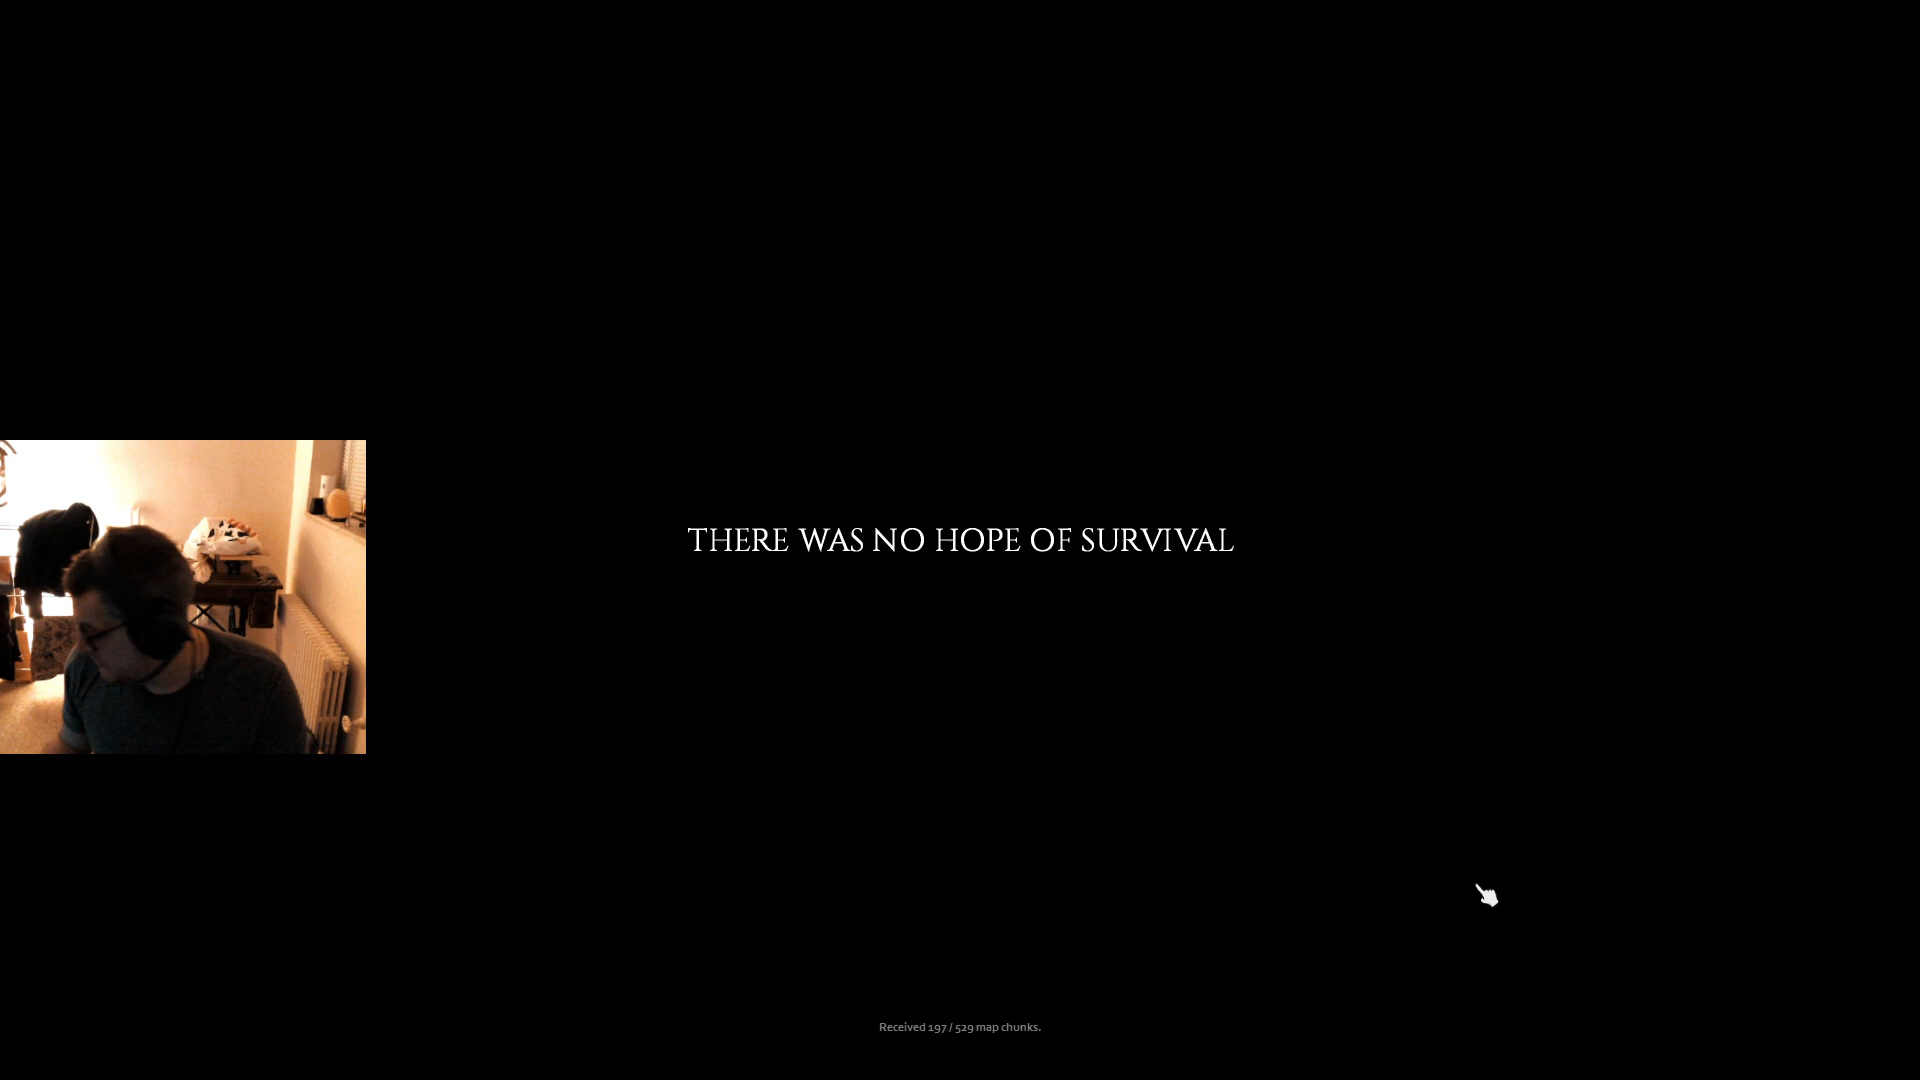 THERE WAS NO HOPE OF SURVIVAL
Received 197 / 529 map chunks.